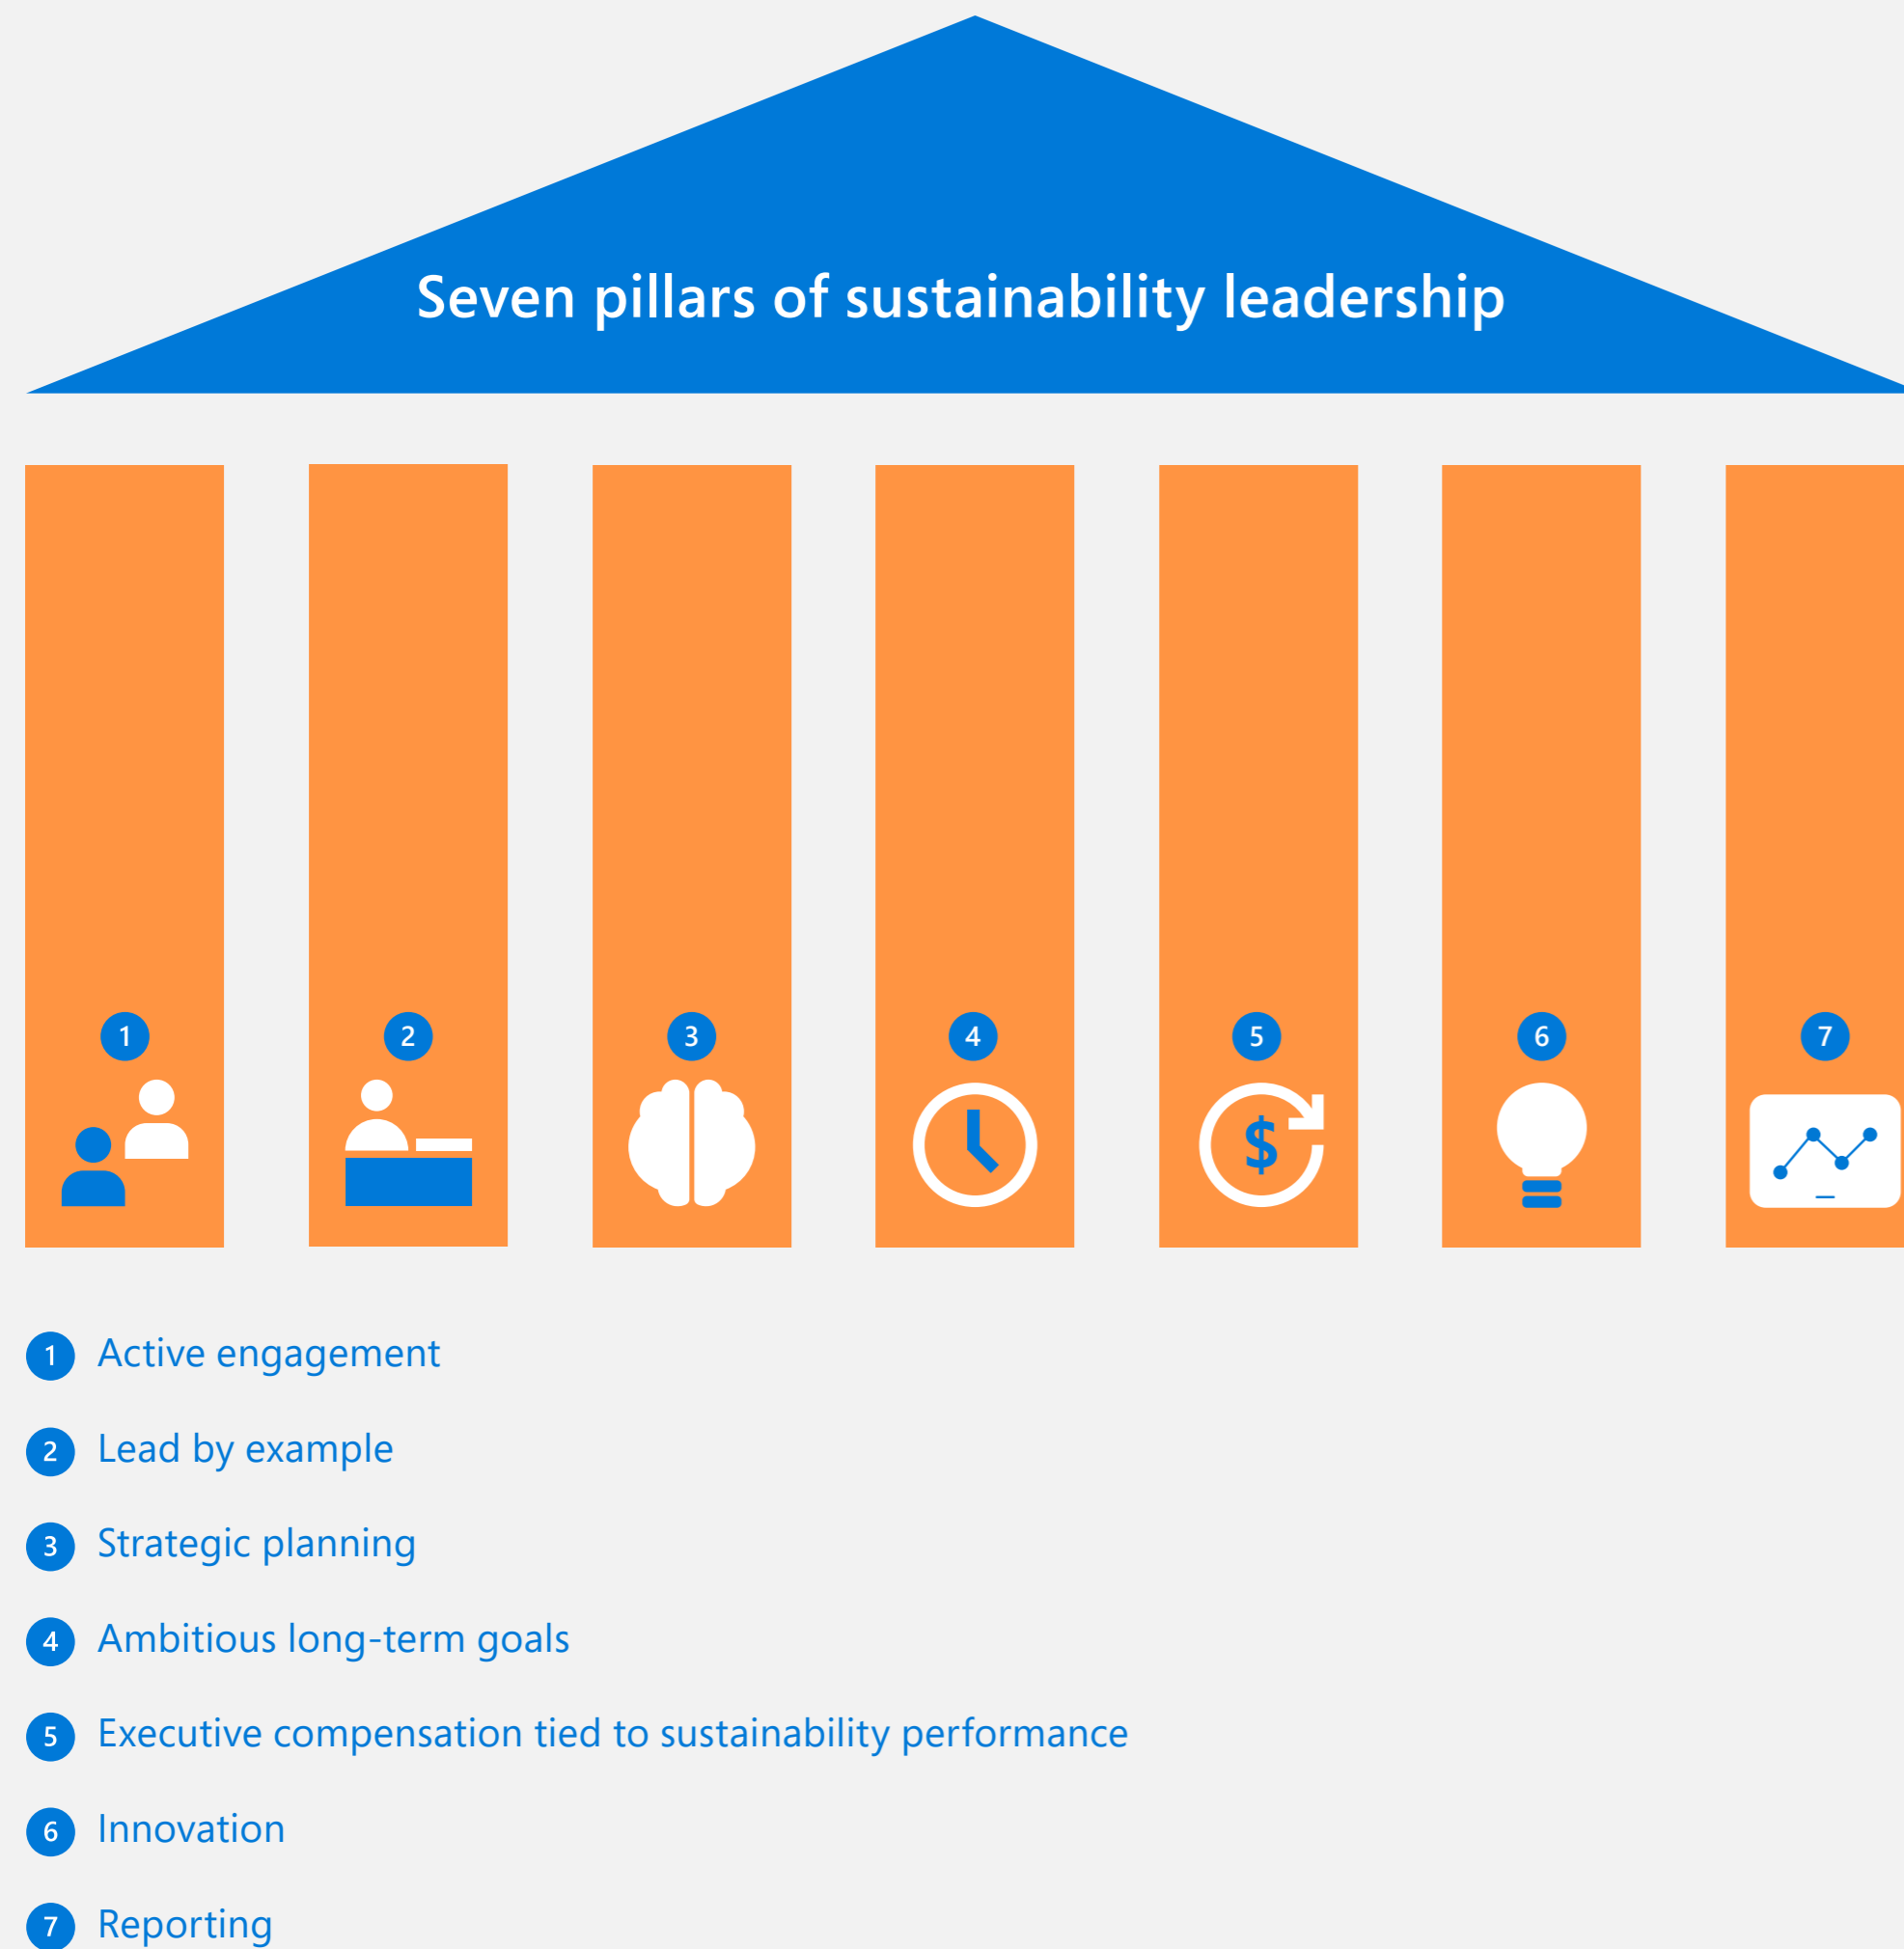 Seven pillars of sustainability leadership
1 2 3 4 5 6 7
$
1 Active engagement
2 Lead by example
3 Strategic planning
4 Ambitious long-term goals
5 Executive compensation tied to sustainability performance
6 Innovation
7 Reporting